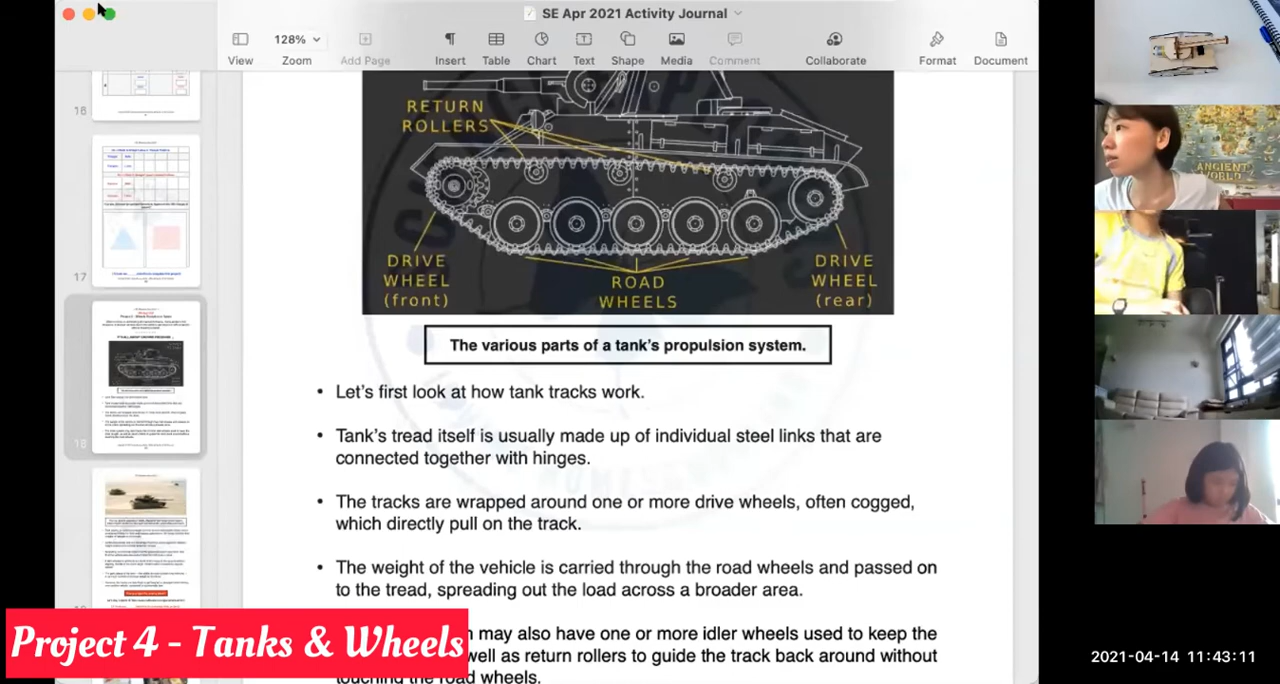 SE Apr 2021 Activity Journal
128%
View
Zoom
Add Page
Insert
Table
Chart
Text
Shape
Media
Comment
Collaborate
Format
Document
16
17
18
RETURN
ROLLERS
DRIVE
WHEEL
(front)
ROAD
WHEELS
DRIVE
WHEEL
(rear)
The various parts of a tank's propulsion system.
• Let's first look at how tank tracks work.
• Tank's tread itself is usually made up of individual steel links that are
connected together with hinges.
• The tracks are wrapped around one or more drive wheels, often cogged,
which directly pull on the track.
• The weight of the vehicle is carried through the road wheels and passed on
to the tread, spreading out the load across a broader area.
may also have one or more idler wheels used to keep the
well as return rollers to guide the track back around without
touching the road wheels.
Project 4 - Tanks & Wheels
ANCIENT
WORLD
2021-04-14 11:43:11